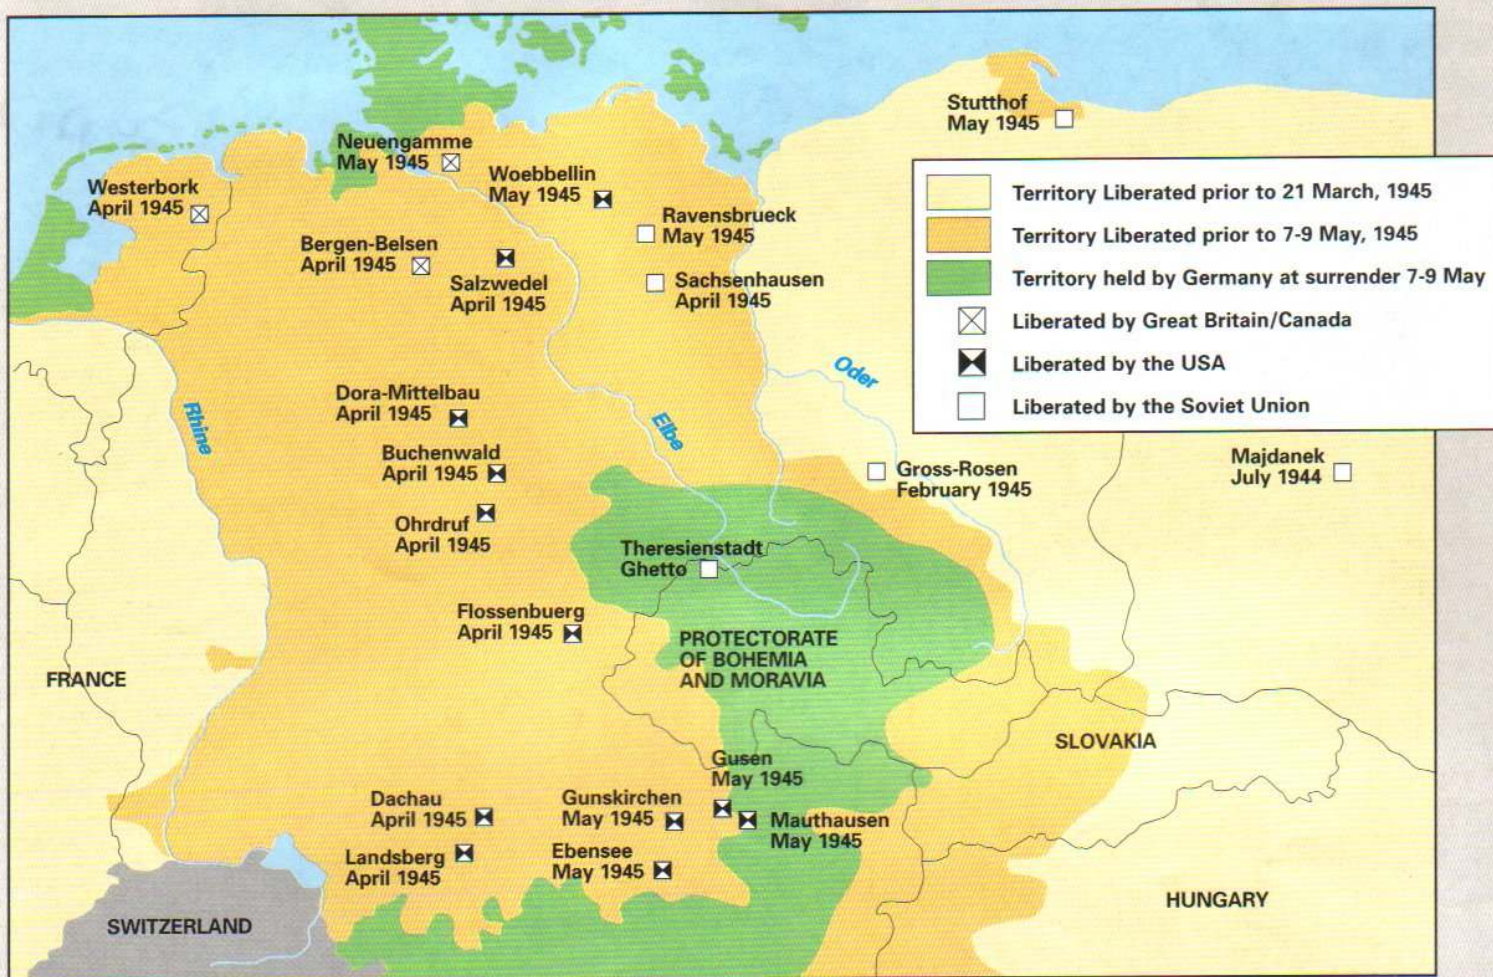 Stutthof
May 1945
Neuengamme
May 1945
Woebbellin
May 1945
Westerbork
April 1945
Ravensbrueck
May 1945
Bergen-Belsen
April 1945
Salzwedel
April 1945
Sachsenhausen
April 1945
Territory Liberated prior to 21 March, 1945
Territory Liberated prior to 7-9 May, 1945
Territory held by Germany at surrender 7-9 May
Liberated by Great Britain/Canada
Liberated by the USA
Liberated by the Soviet Union
Oder
Rhine
Elbe
Dora-Mittelbau
April 1945
Buchenwald
April 1945
Gross-Rosen
February 1945
Majdanek
July 1944
Ohrdruf
April 1945
Theresienstadt
Ghetto
Flossenbuerg
April 1945
PROTECTORATE
OF BOHEMIA
AND MORAVIA
FRANCE
SLOVAKIA
Gusen
May 1945
Dachau
April 1945
Gunskirchen
May 1945
Mauthausen
May 1945
Landsberg
April 1945
Ebensee
May 1945
HUNGARY
SWITZERLAND